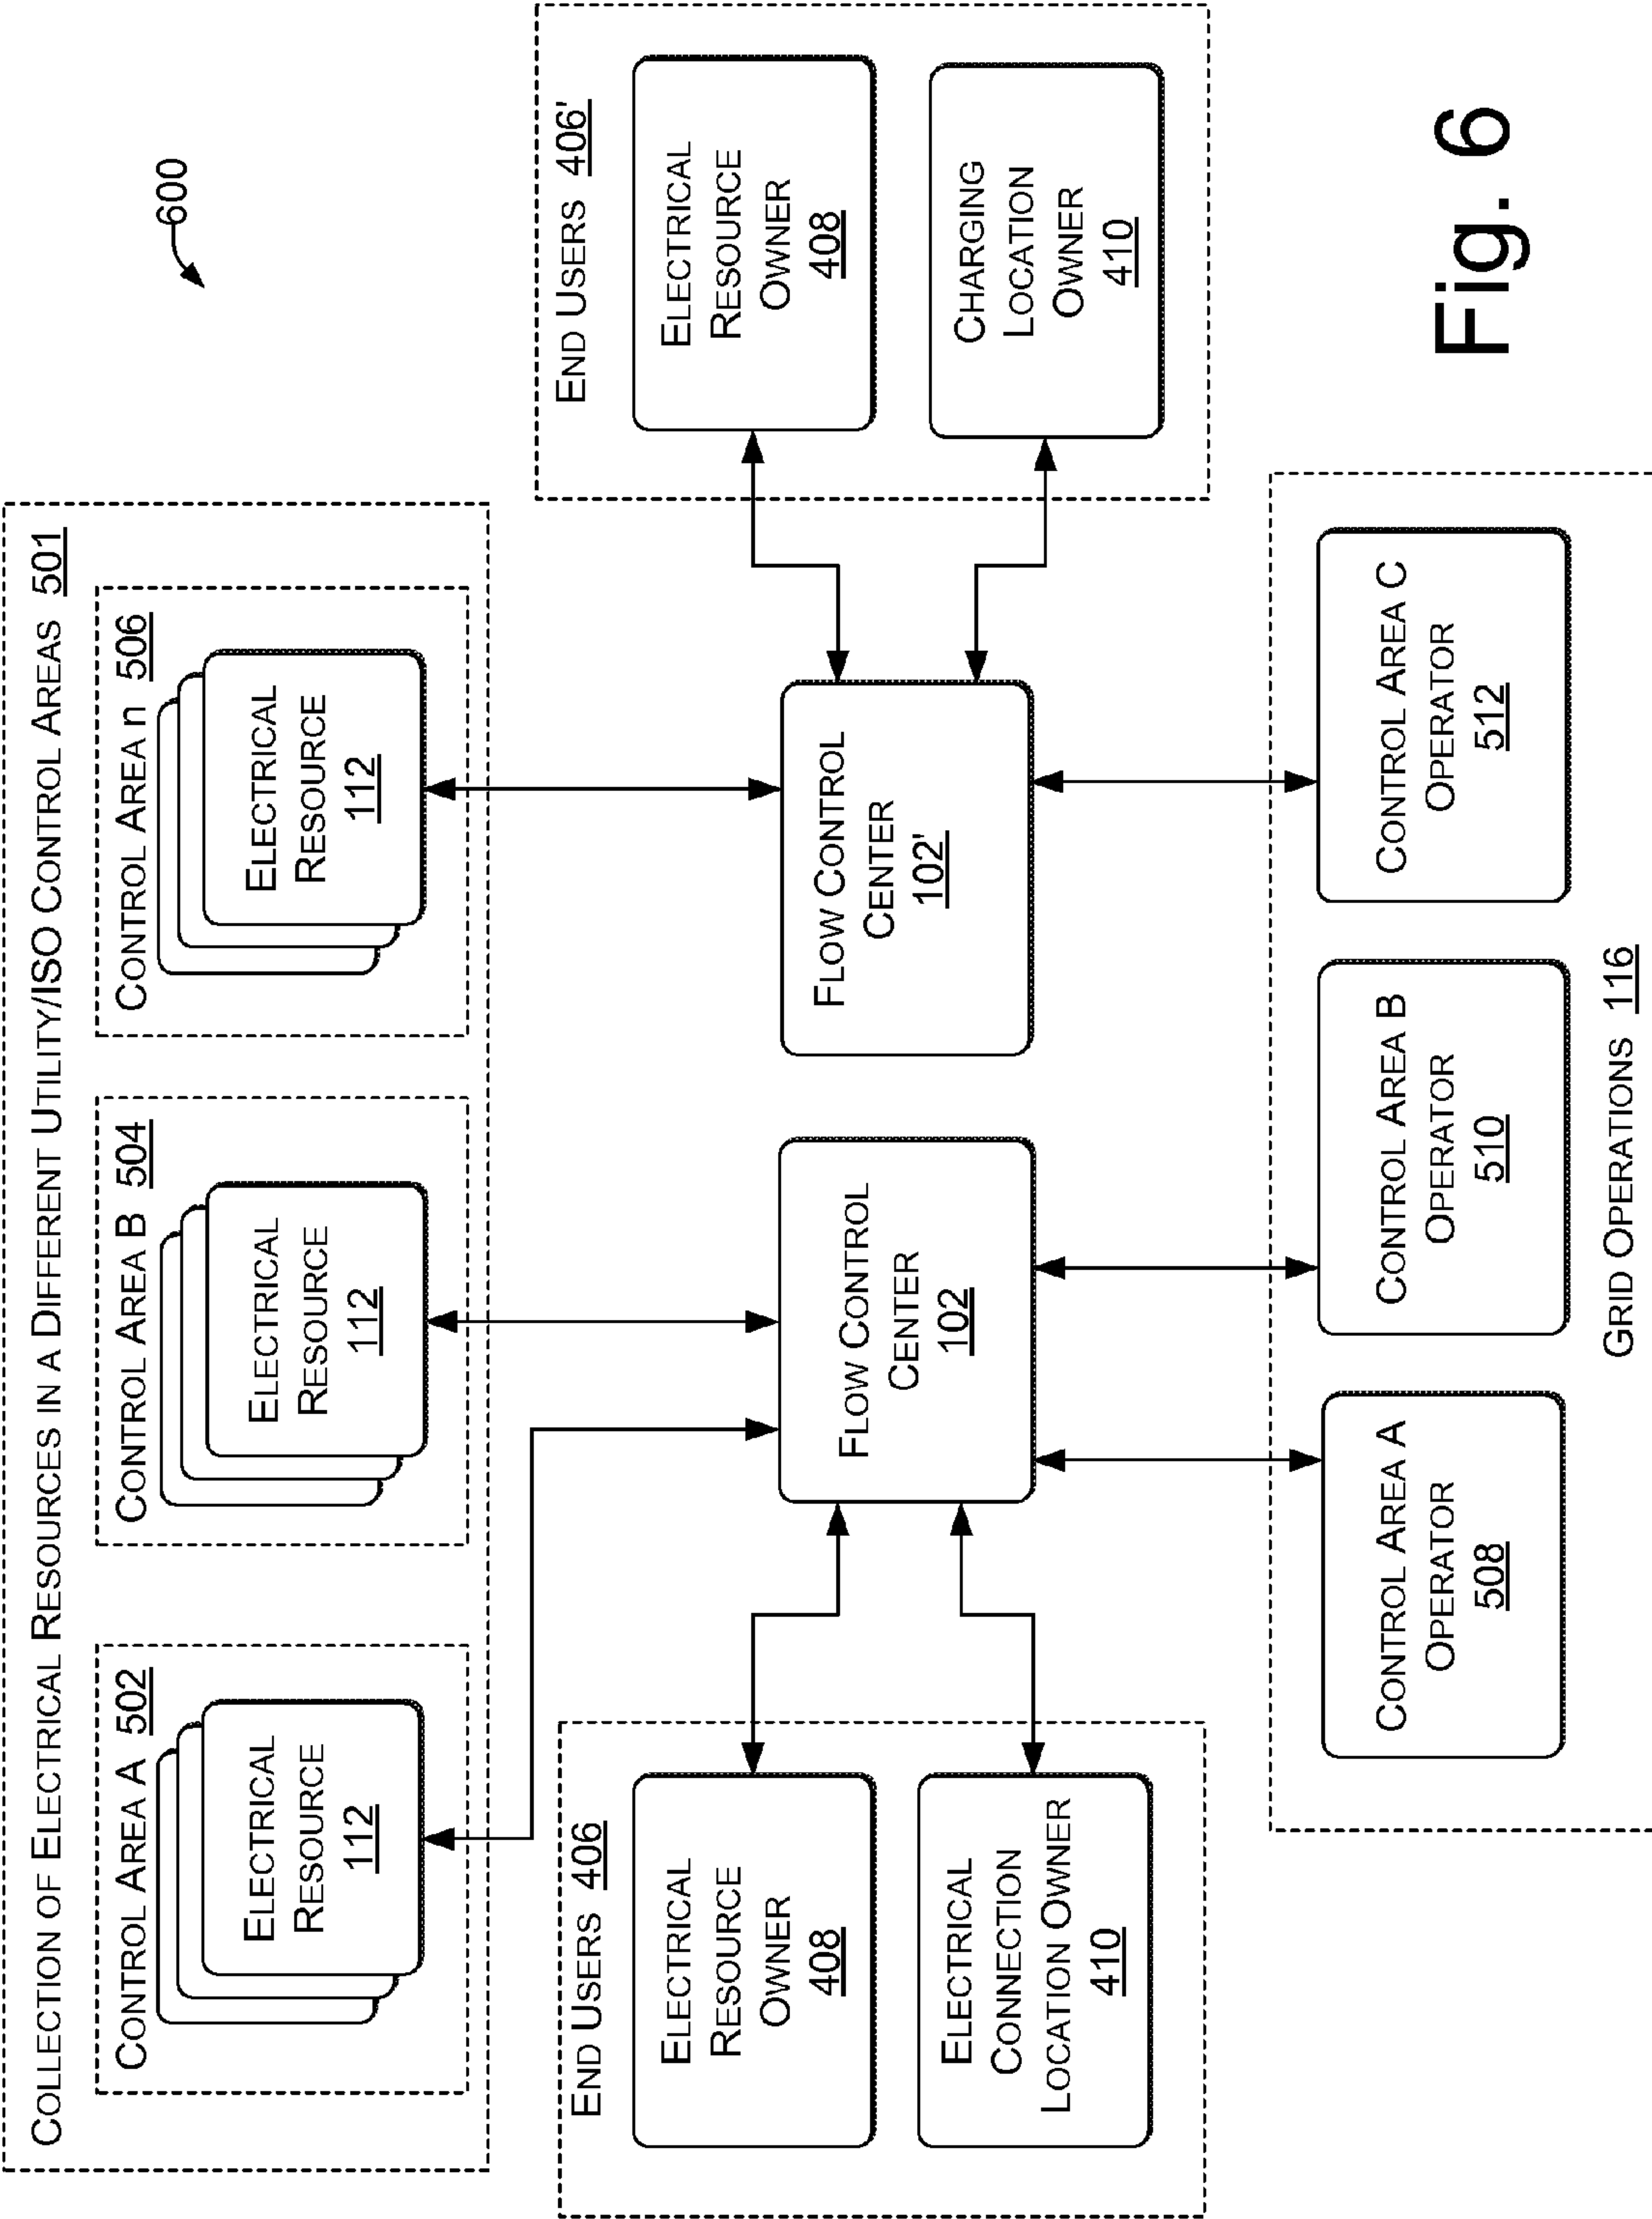 600
COLLECTION OF ELECTRICAL RESOURCES IN A DIFFERENT UTILITY/ISO CONTROL AREAS 501
CONTROL AREA A 502
ELECTRICAL
RESOURCE
112
CONTROL AREA B 504
ELECTRICAL
RESOURCE
112
CONTROL AREA n 506
ELECTRICAL
RESOURCE
112
END USERS 406
ELECTRICAL
RESOURCE
OWNER
408
ELECTRICAL
CONNECTION
LOCATION OWNER
410
FLOW CONTROL
CENTER
102
FLOW CONTROL
CENTER
102'
END USERS 406'
ELECTRICAL
RESOURCE
OWNER
408
CHARGING
LOCATION
OWNER
410
CONTROL AREA A
OPERATOR
508
CONTROL AREA B
OPERATOR
510
CONTROL AREA C
OPERATOR
512
GRID OPERATIONS 116
Fig. 6